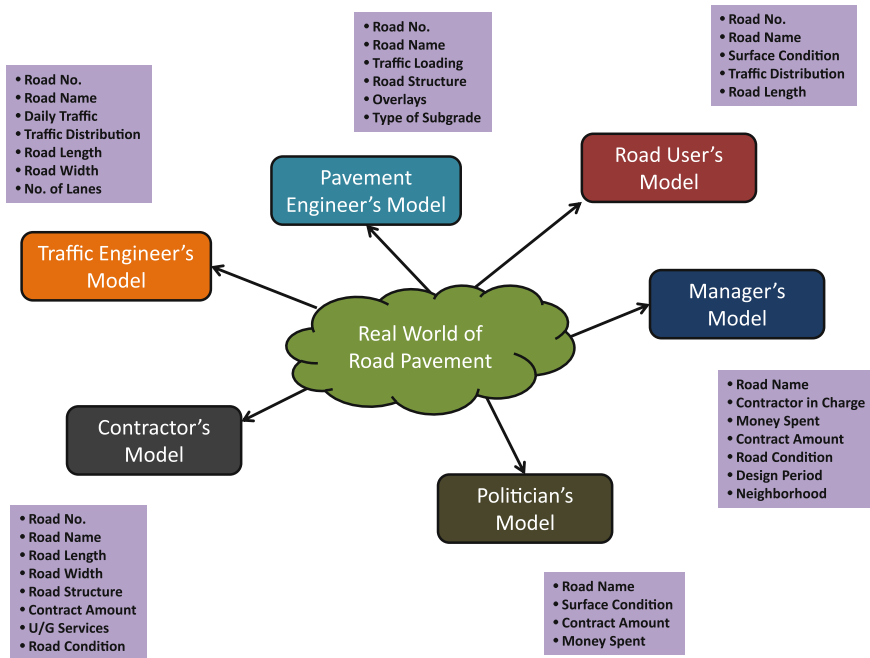 • Road No.
• Road Name
• Traffic Loading
• Road Structure
• Overlays
• Type of Subgrade
• Road No.
• Road Name
• Surface Condition
• Traffic Distribution
• Road Length
• Road No.
• Road Name
• Daily Traffic
• Traffic Distribution
• Road Length
• Road Width
• No. of Lanes
Pavement
Engineer's Model
Road User's
Model
Traffic Engineer's
Model
Manager's
Model
Real World of
Road Pavement
• Road Name
• Contractor in Charge
• Money Spent
• Contract Amount
• Road Condition
• Design Period
• Neighborhood
Contractor's
Model
Politician's
Model
• Road No.
• Road Name
• Road Length
• Road Width
• Road Structure
• Contract Amount
• U/G Services
• Road Condition
• Road Name
• Surface Condition
• Contract Amount
• Money Spent